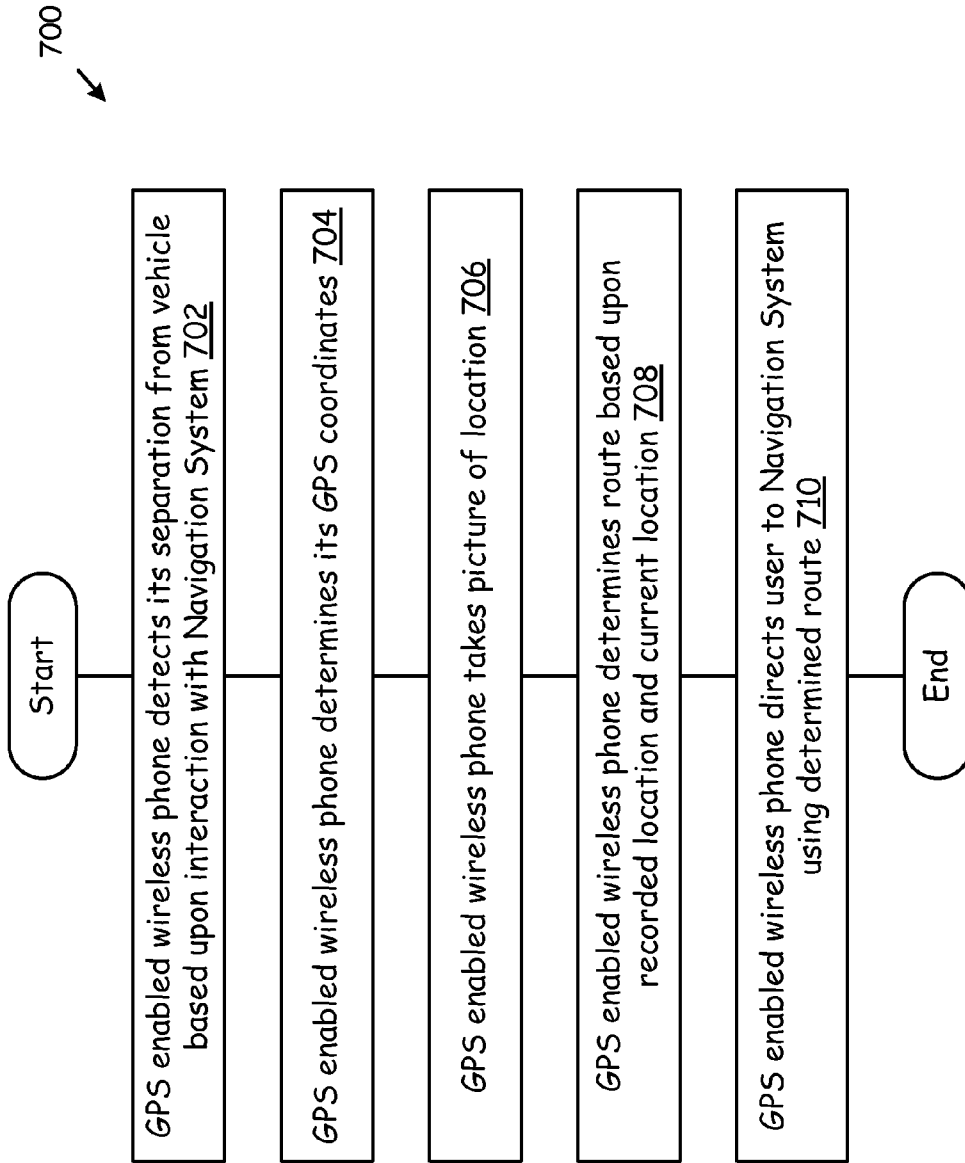 700
Start
GPS enabled wireless phone detects its separation from vehicle
based upon interaction with Navigation System 702
GPS enabled wireless phone determines its GPS coordinates 704
GPS enabled wireless phone takes picture of location 706
GPS enabled wireless phone determines route based upon
recorded location and current location 708
GPS enabled wireless phone directs user to Navigation System
using determined route 710
End